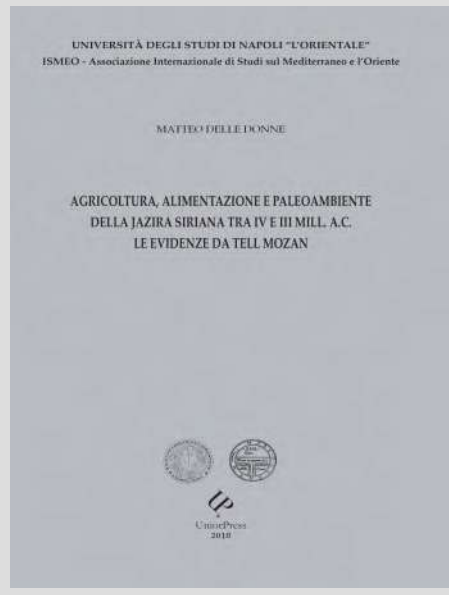 UNIVERSITÀ DEGLI STUDI DI NAPOLI "L'ORIENTALE"
ISMEO - Associazione Internazionale di Studi sul Mediterraneo e l'Oriente
MATTEO DELLE DONNE
AGRICOLTURA, ALIMENTAZIONE E PALEOAMBIENTE
DELLA JAZIRA SIRIANA TRA IV E III MILL. A.C.
LE EVIDENZE DA TELL MOZAN
UniorPress
2018